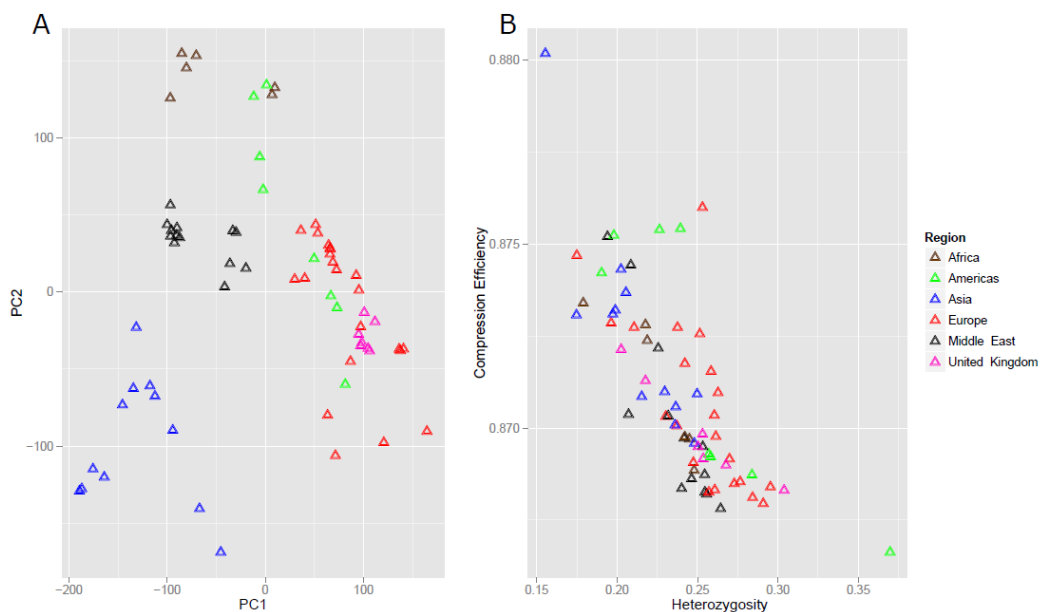 A
100
0
−100
−200
−100
0
100
PC2
PC1
B
0.880
0.875
0.870
0.15
0.20
0.25
0.30
0.35
Compression Efficiency
Heterozygosity
Region
Africa
Americas
Asia
Europe
Middle East
United Kingdom